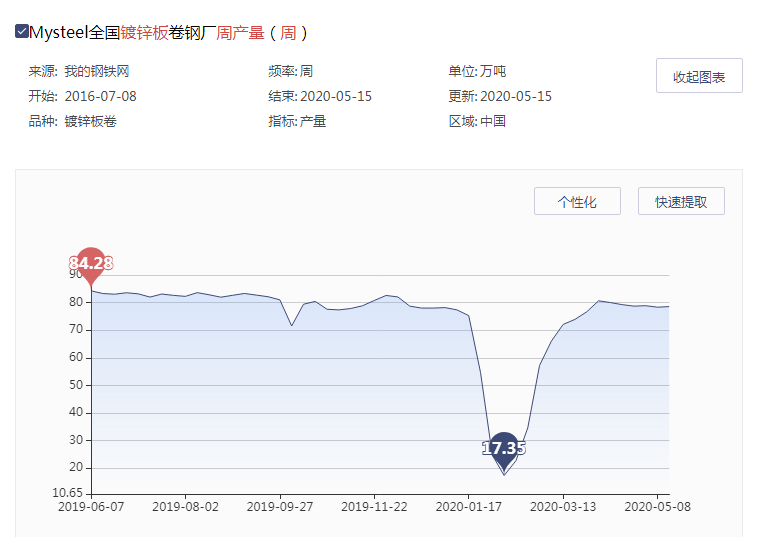 Mysteel全国镀锌板卷钢厂周产量（周）
来源: 我的钢铁网 频率: 周 单位: 万吨
收起图表
开始: 2016-07-08 结束: 2020-05-15 更新: 2020-05-15
品种: 镀锌板卷 指标: 产量 区域: 中国
个性化 快速提取
84.28
90
80
70
60
50
40
30
17.35
20
10.65
2019-06-07 2019-08-02 2019-09-27 2019-11-22 2020-01-17 2020-03-13 2020-05-08